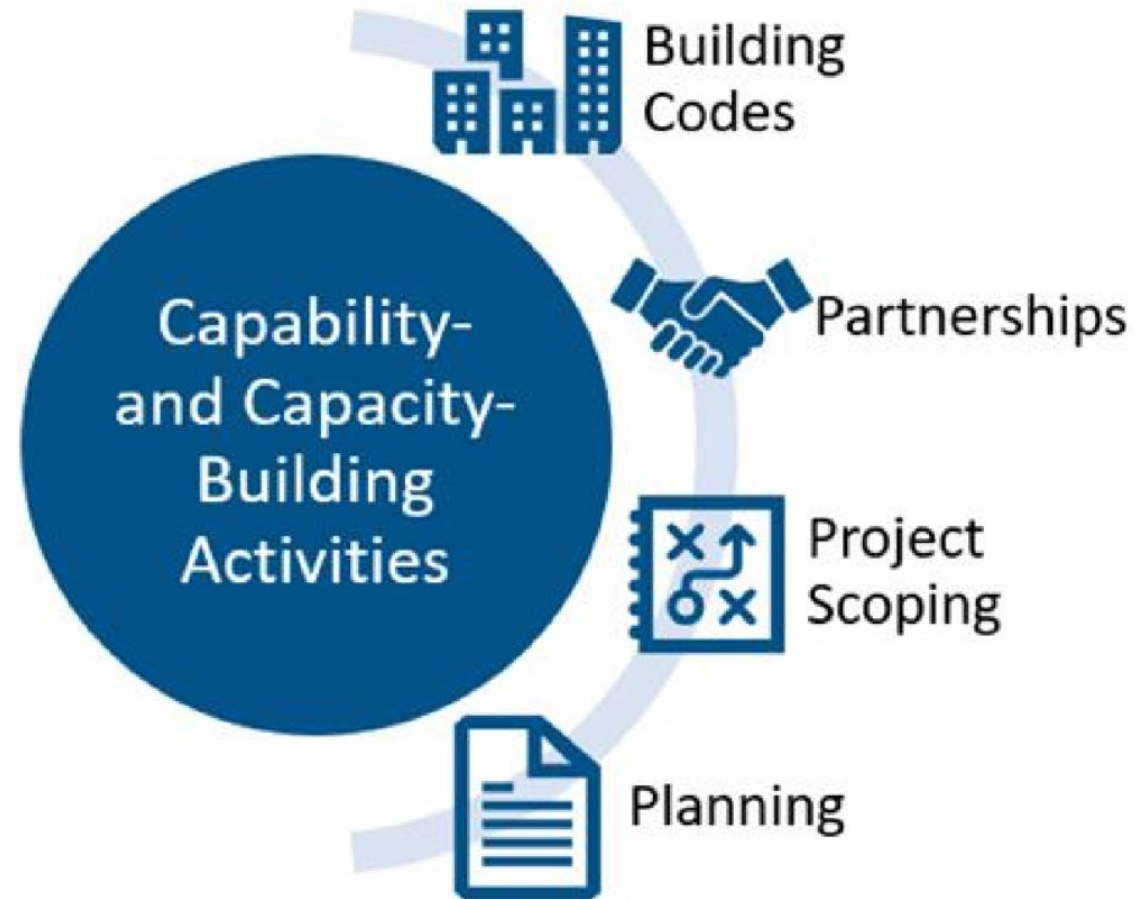 Building
Codes
Capability-
and Capacity-
Building
Activities
Partnerships
Project
Scoping
Planning